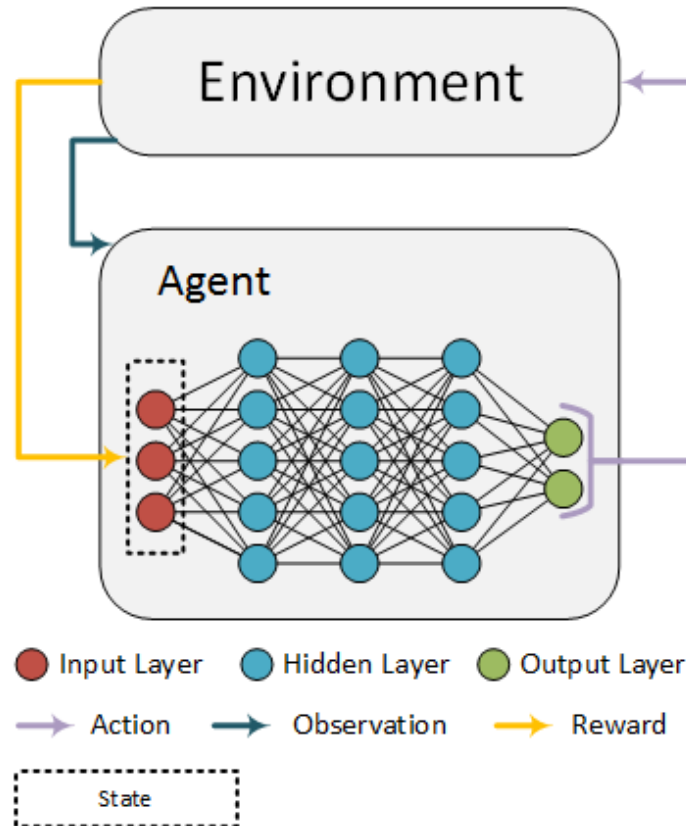 Environment
Agent
Input Layer
Hidden Layer
Output Layer
Action
Observation
Reward
State